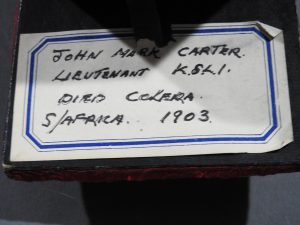 JOHN MARK CARTER.
LIEUTENANT K.S.L.I.
DIED COLERA.
S/AFRICA. 1903.